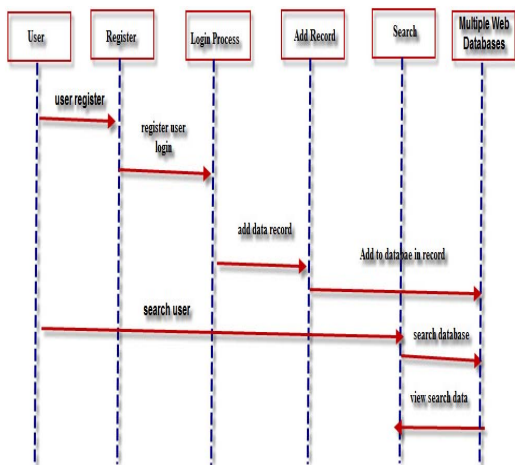 User
Register
Login Process
Add Record
Search
Multiple Web
Databases
user register
register user
login
add data record
Add to databae in record
search user
search database
view search data